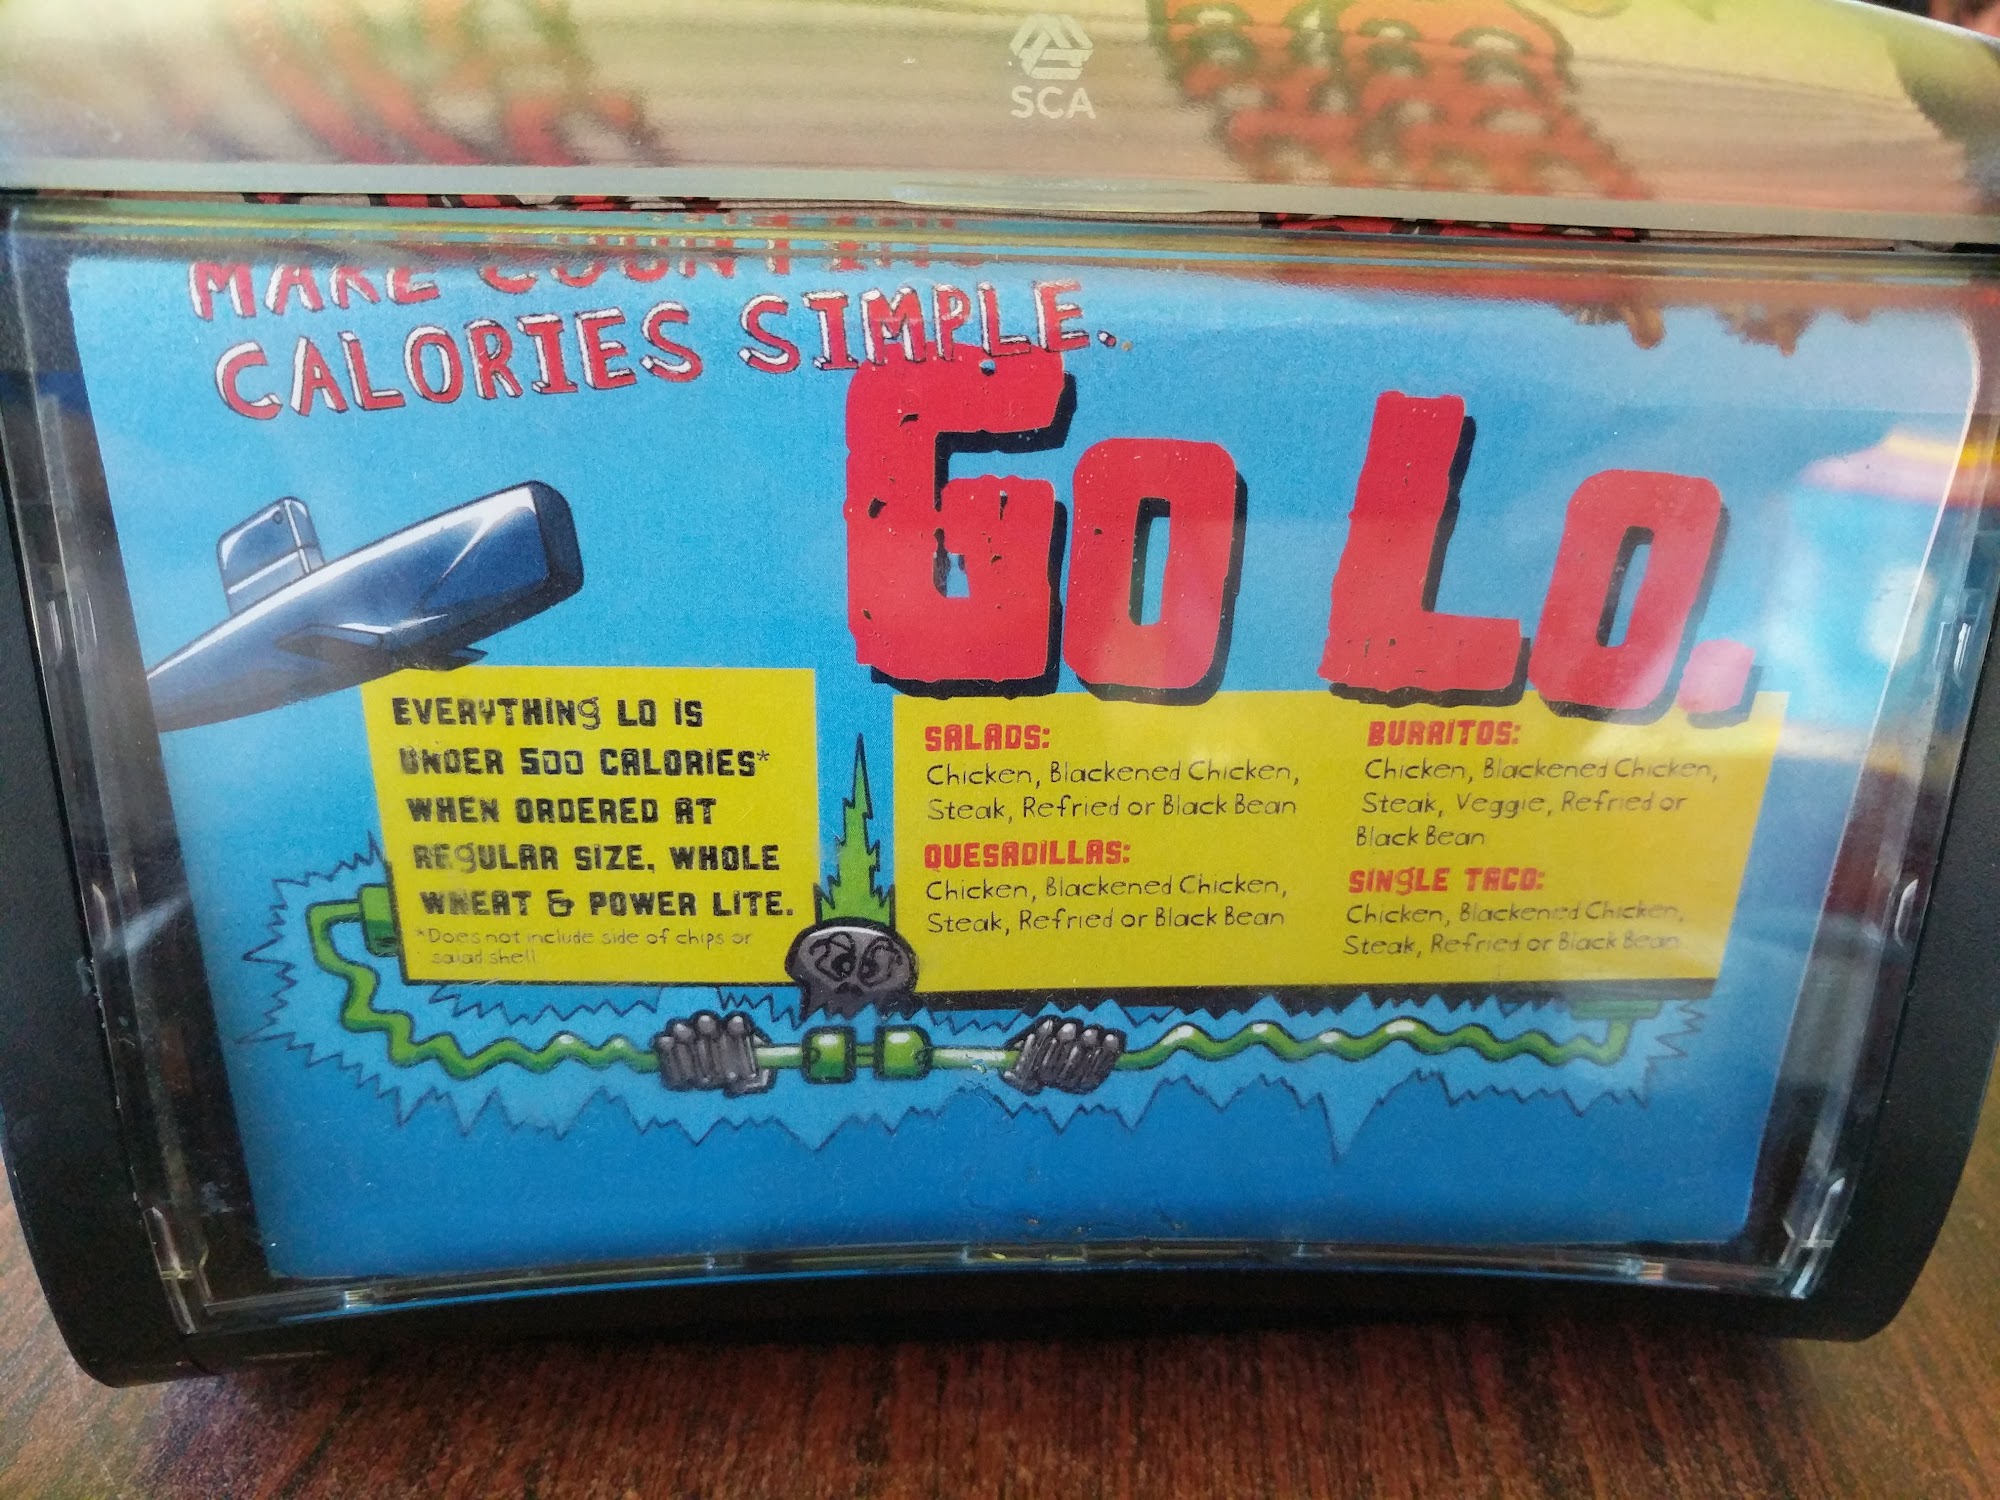 SCA
MAKE COUNTING
CALORIES SIMPLE.
GO LO.
EVERYTHING LO IS
UNDER 500 CALORIES*
WHEN ORDERED AT
REGULAR SIZE, WHOLE
WHEAT & POWER LITE.
*Does not include side of chips or
salad shell
SALADS:
Chicken, Blackened Chicken,
Steak, Refried or Black Bean
QUESADILLAS:
Chicken, Blackened Chicken,
Steak, Refried or Black Bean
BURRITOS:
Chicken, Blackened Chicken,
Steak, Veggie, Refried or
Black Bean
SINGLE TACO:
Chicken, Blackened Chicken,
Steak, Refried or Black Bean